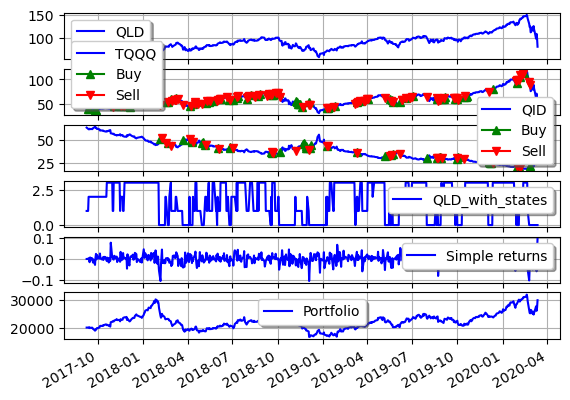 150
100
QLD
TQQQ
Buy
Sell
100
50
QID
Buy
Sell
50
25
2.5
0.0
QLD_with_states
0.1
0.0
−0.1
Simple returns
30000
20000
Portfolio
2017-10
2018-01
2018-04
2018-07
2018-10
2019-01
2019-04
2019-07
2019-10
2020-01
2020-04